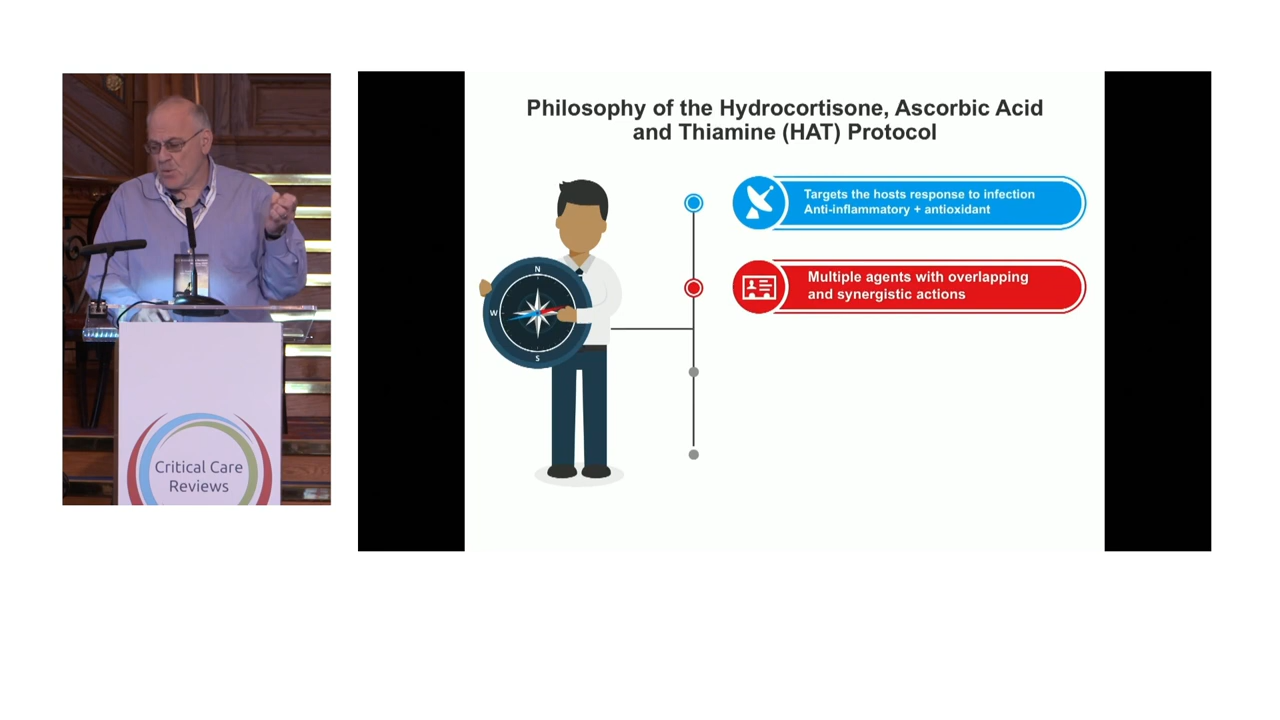 Philosophy of the Hydrocortisone, Ascorbic Acid
and Thiamine (HAT) Protocol
Targets the hosts response to infection
Anti-inflammatory + antioxidant
Multiple agents with overlapping
and synergistic actions
N
W
S
Critical Care
Reviews